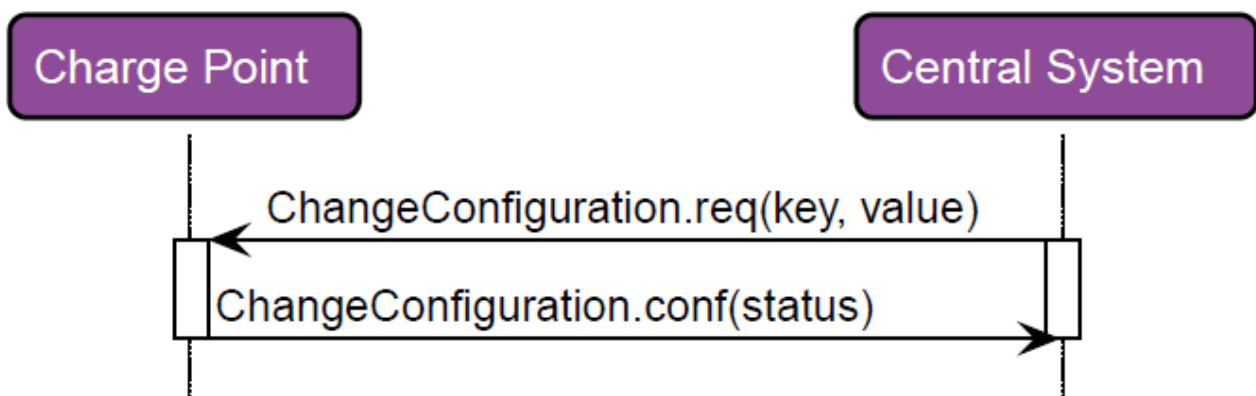 Charge Point
Central System
ChangeConfiguration.req(key, value)
ChangeConfiguration.conf(status)